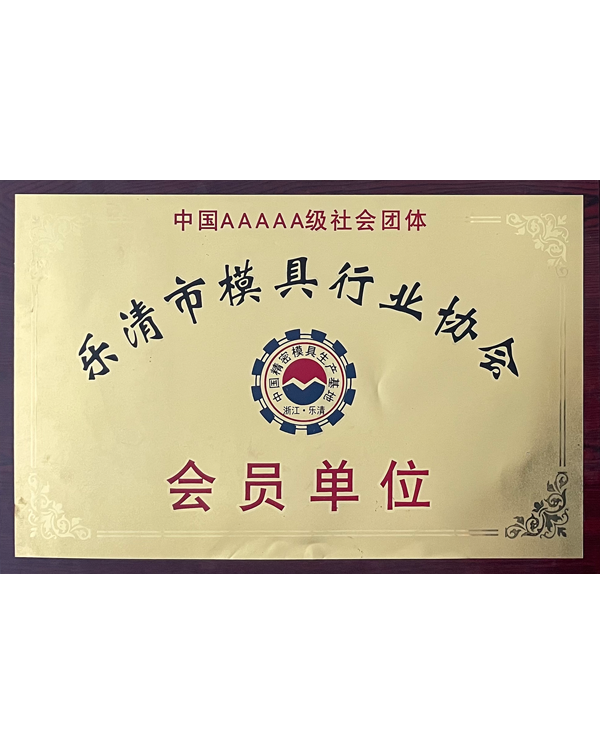 中国AAAAA级社会团体
乐清市模具行业协会
中国精密模具生产基地
浙江·乐清
会员单位